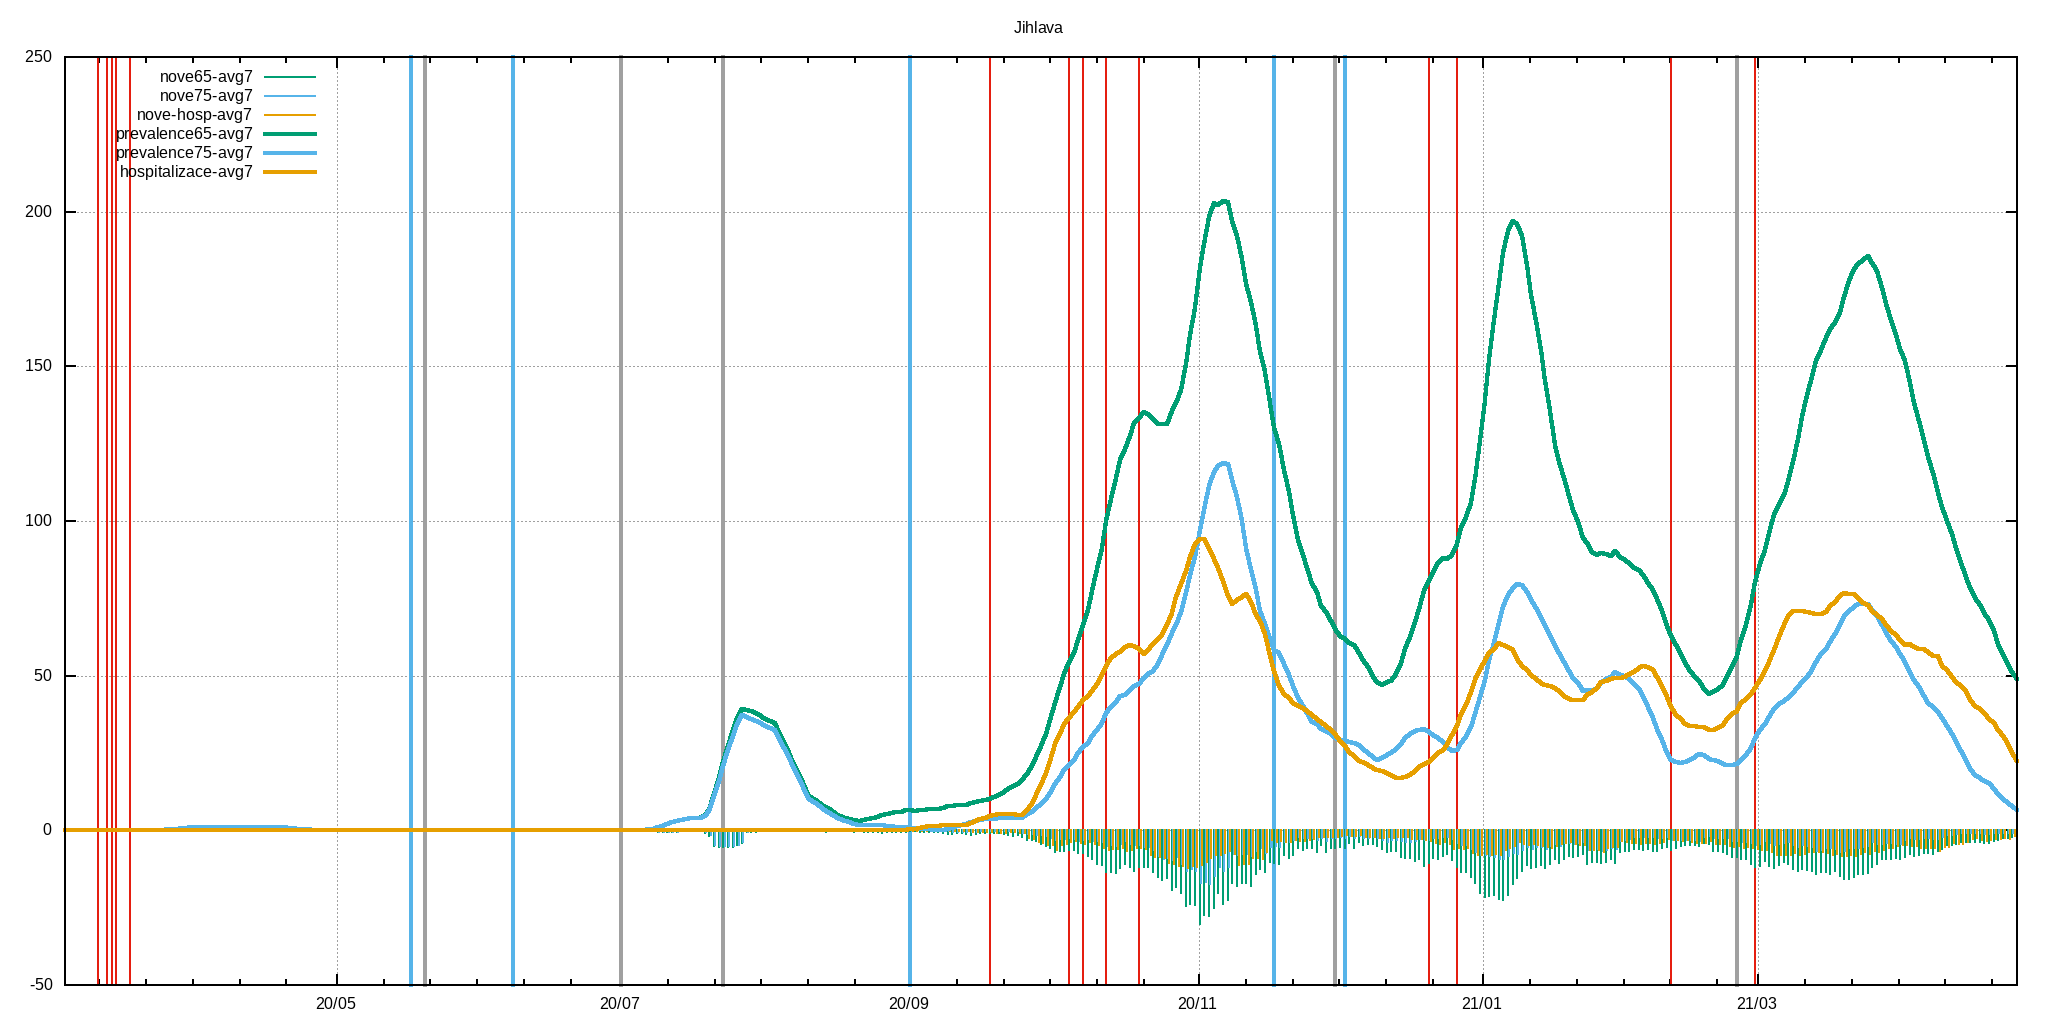 Jihlava
250
200
150
100
50
0
-50
nove65-avg7
nove75-avg7
nove-hosp-avg7
prevalence65-avg7
prevalence75-avg7
hospitalizace-avg7
20/05 20/07 20/09 20/11 21/01 21/03